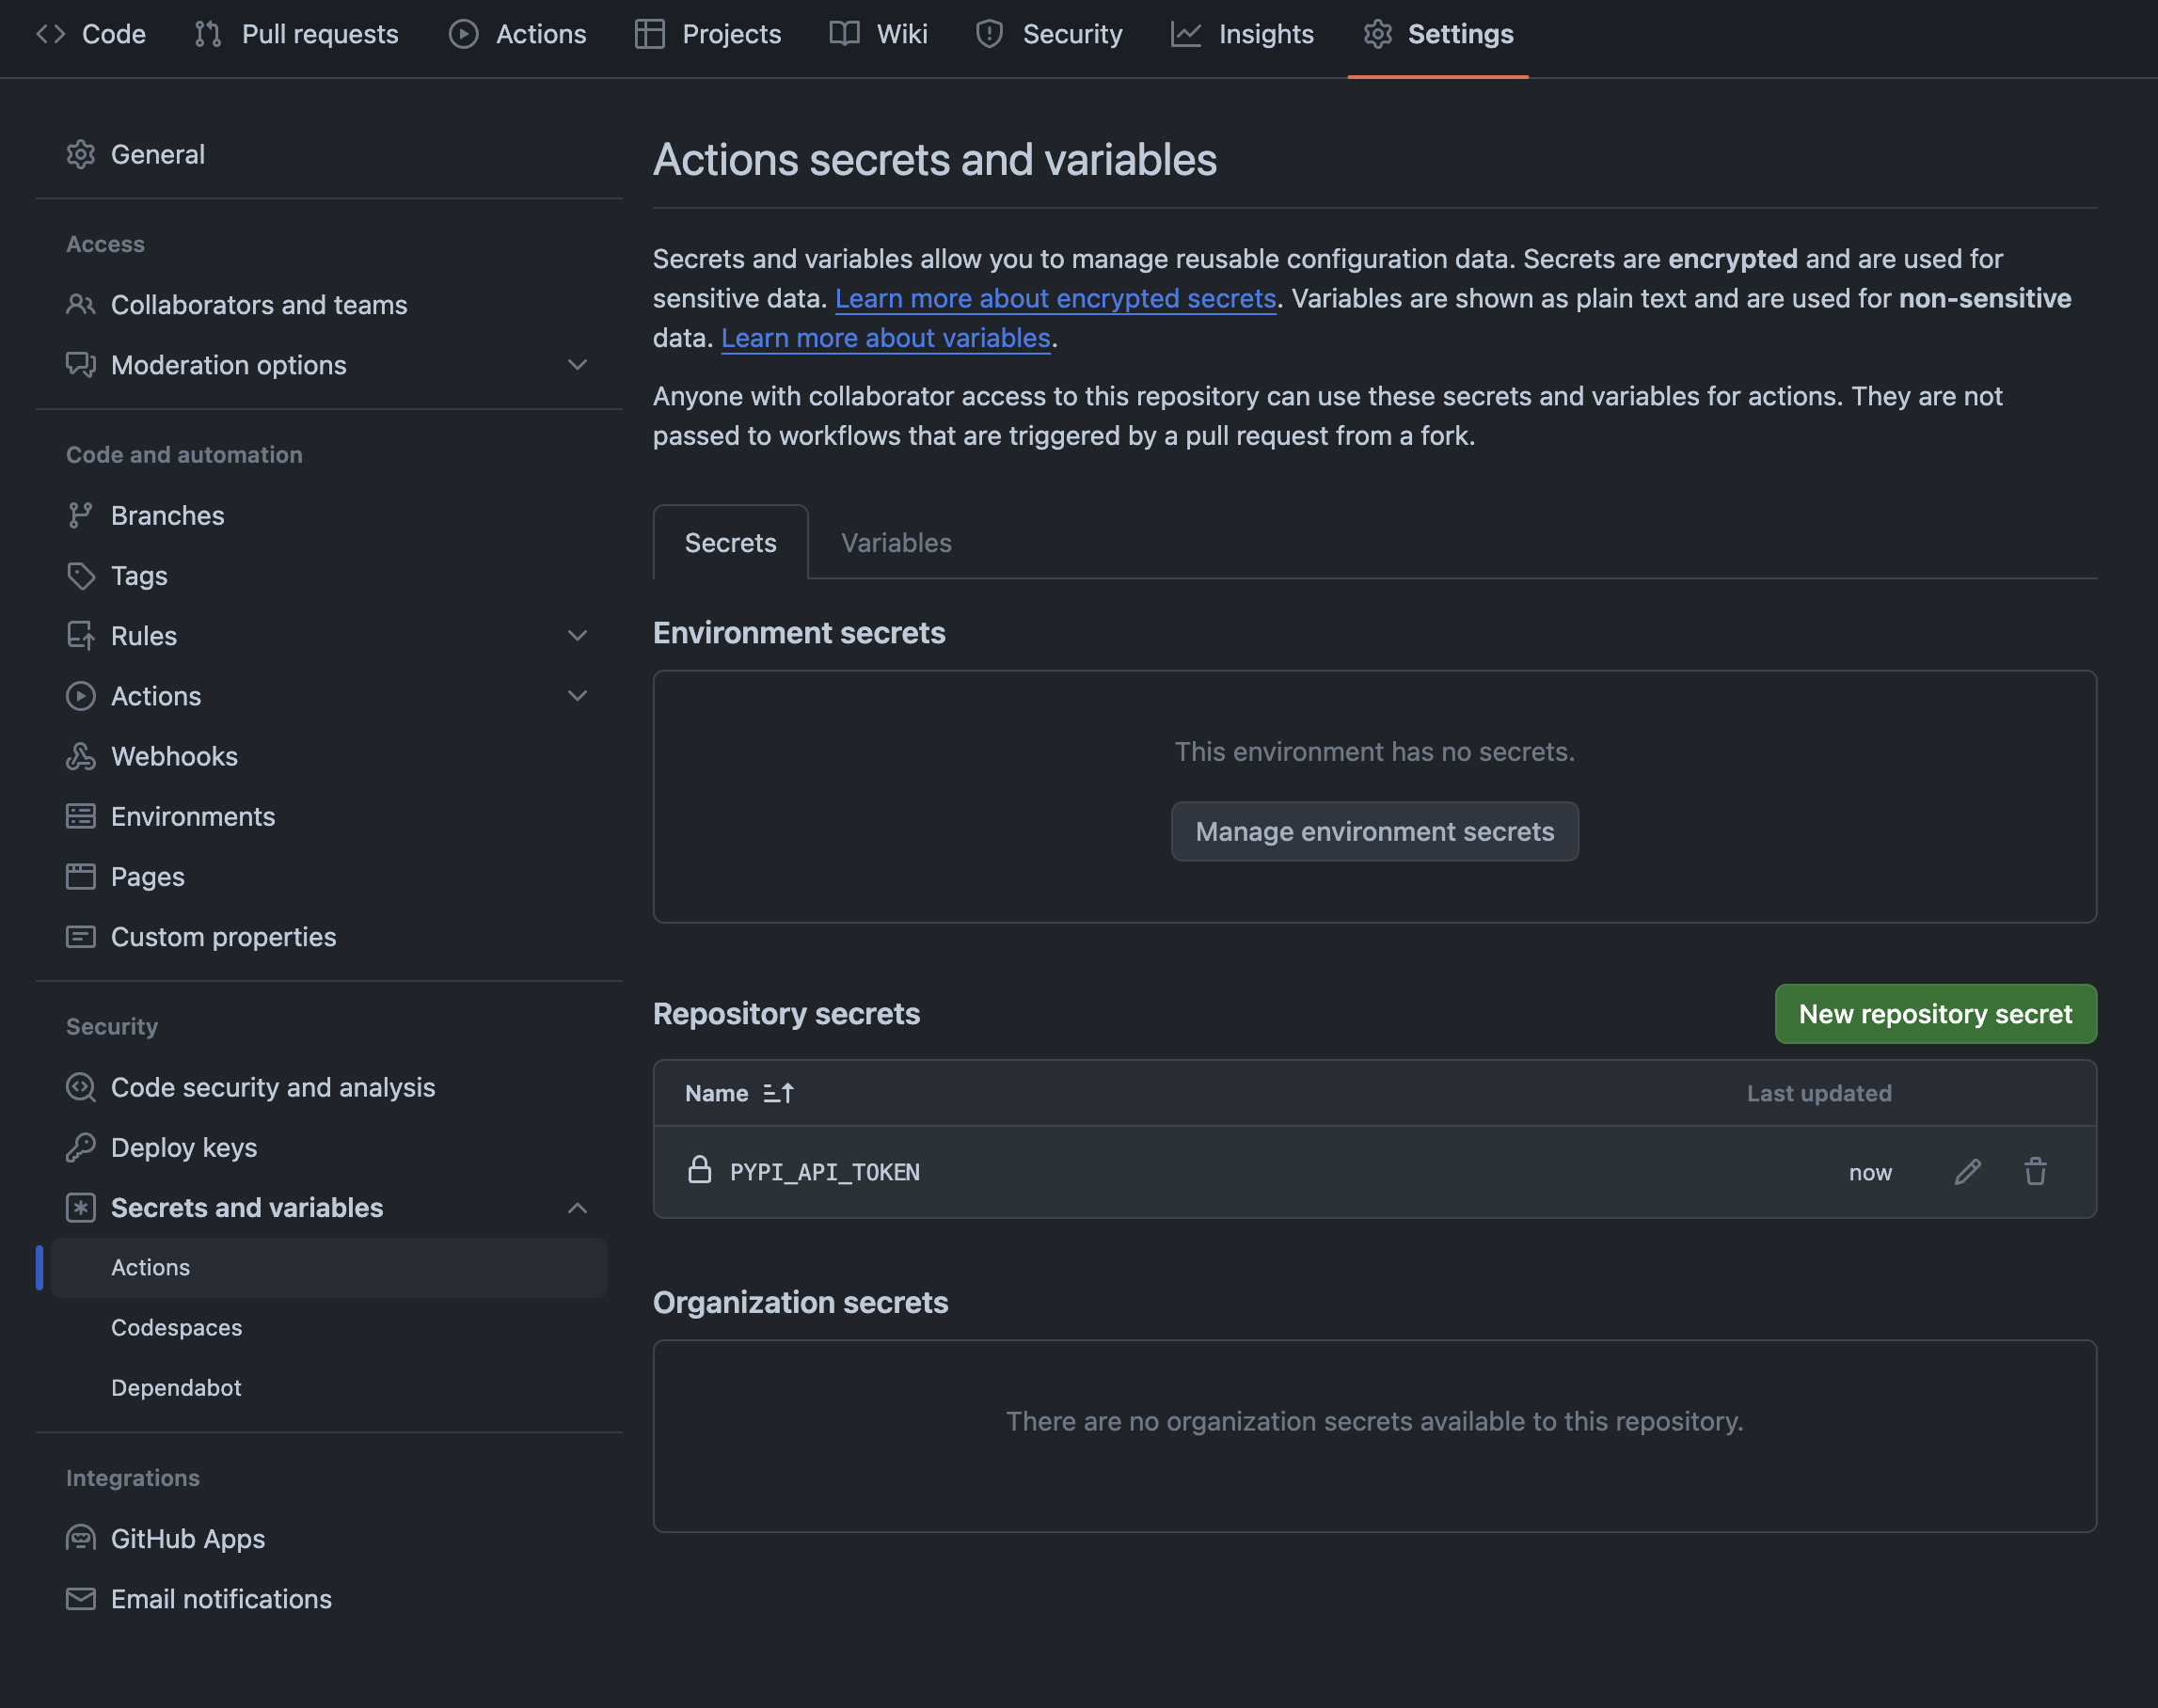 Code Pull requests Actions Projects Wiki Security Insights Settings
General
Access
Collaborators and teams
Moderation options
Code and automation
Branches
Tags
Rules
Actions
Webhooks
Environments
Pages
Custom properties
Security
Code security and analysis
Deploy keys
Secrets and variables
Actions
Codespaces
Dependabot
Integrations
GitHub Apps
Email notifications
Actions secrets and variables
Secrets and variables allow you to manage reusable configuration data. Secrets are encrypted and are used for
sensitive data. Learn more about encrypted secrets. Variables are shown as plain text and are used for non-sensitive
data. Learn more about variables.
Anyone with collaborator access to this repository can use these secrets and variables for actions. They are not
passed to workflows that are triggered by a pull request from a fork.
Secrets Variables
Environment secrets
This environment has no secrets.
Manage environment secrets
Repository secrets New repository secret
Name Last updated
PYPI_API_TOKEN now
Organization secrets
There are no organization secrets available to this repository.